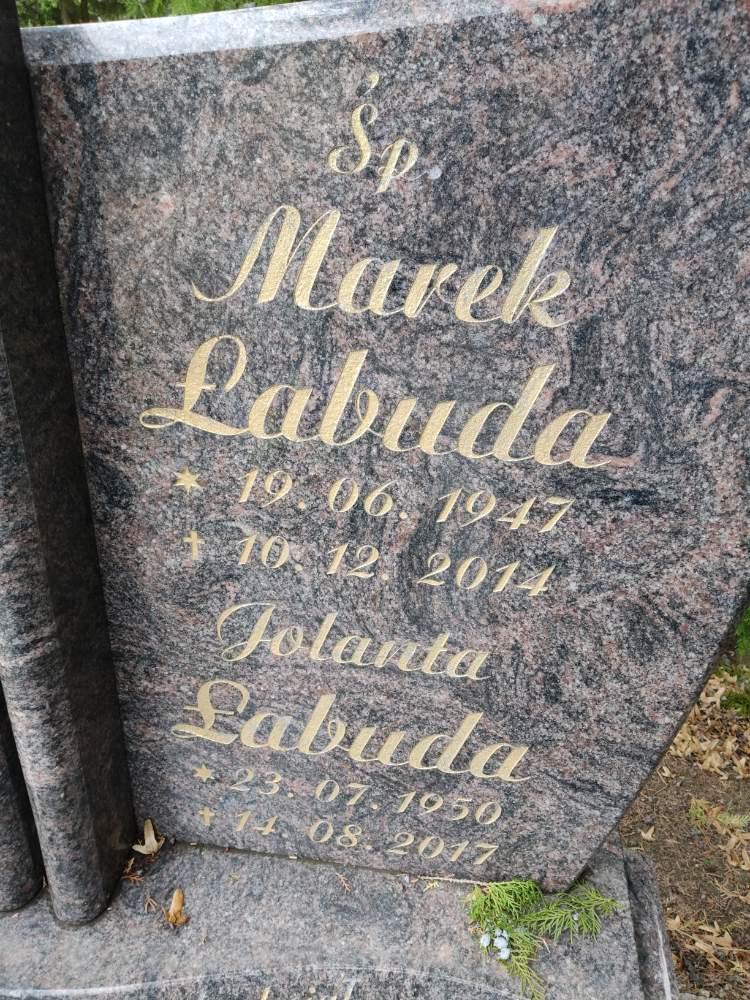 Śp.
Marek
Łabuda
* 19. 06. 1947
✝ 10. 12. 2014
Jolanta
Łabuda
* 23. 07. 1950
✝ 14. 08. 2017